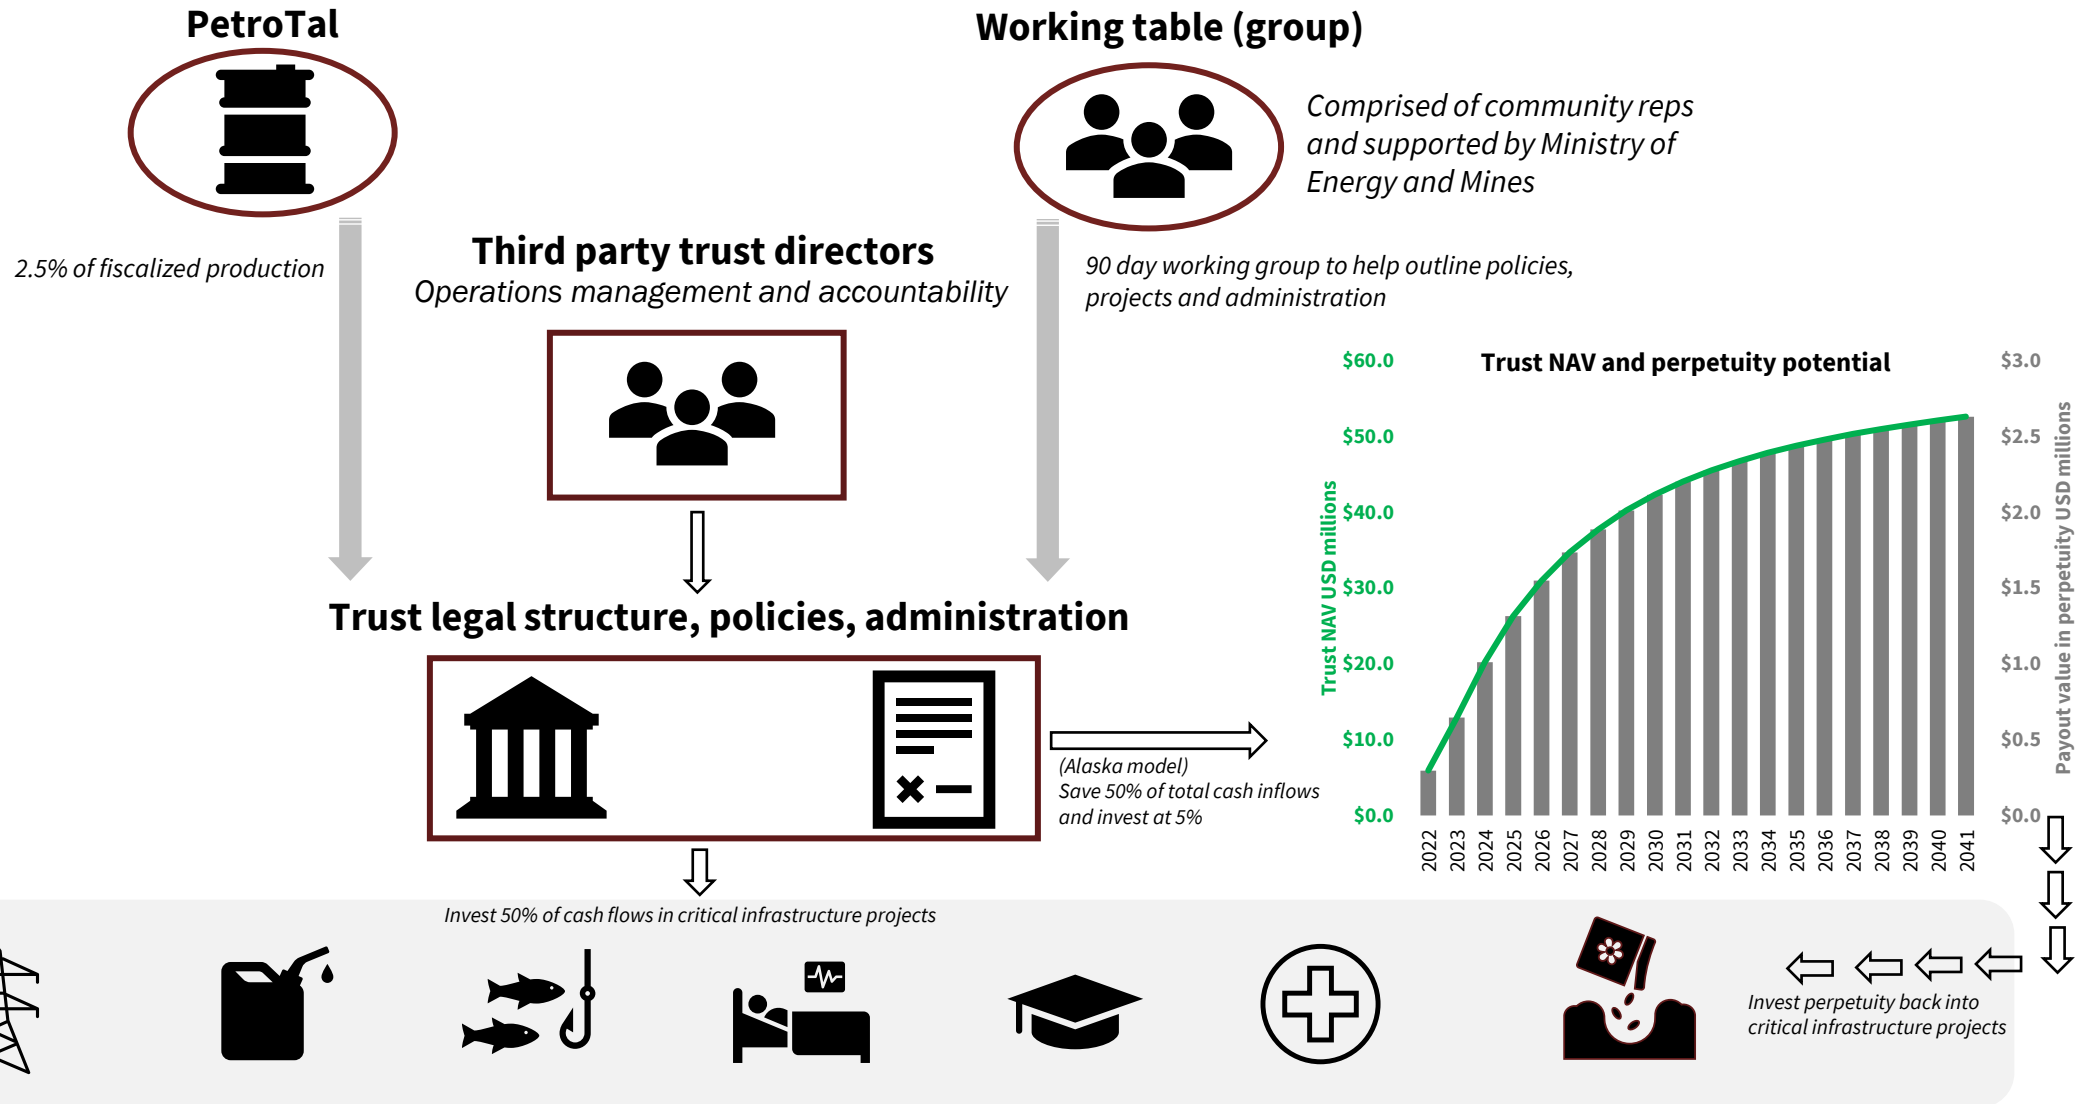 PetroTal
Working table (group)
Comprised of community reps
and supported by Ministry of
Energy and Mines
2.5% of fiscalized production
Third party trust directors
Operations management and accountability
90 day working group to help outline policies,
projects and administration
Trust legal structure, policies, administration
(Alaska model)
Save 50% of total cash inflows
and invest at 5%
Trust NAV and perpetuity potential
Trust NAV USD millions
$60.0
$50.0
$40.0
$30.0
$20.0
$10.0
$0.0
$3.0
$2.5
$2.0
$1.5
$1.0
$0.5
$0.0
Payout value in perpetuity USD millions
2022
2023
2024
2025
2026
2027
2028
2029
2030
2031
2032
2033
2034
2035
2036
2037
2038
2039
2040
2041
Invest 50% of cash flows in critical infrastructure projects
Invest perpetuity back into
critical infrastructure projects